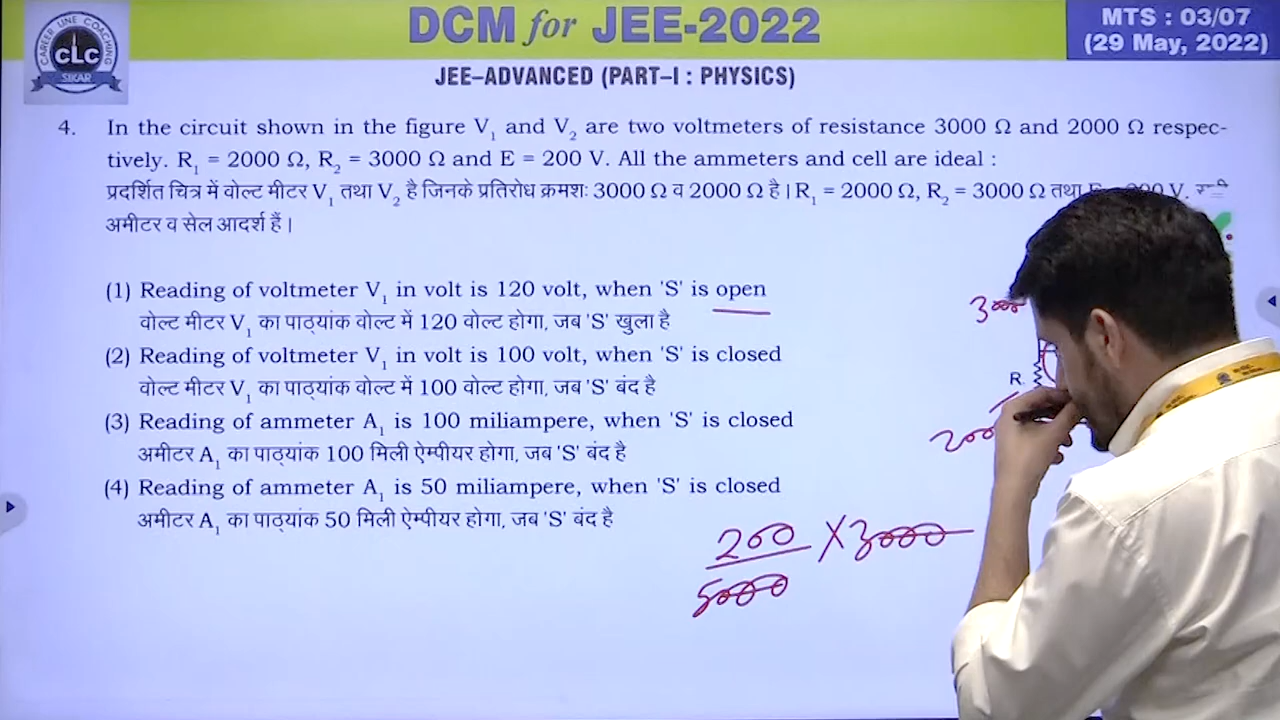 DCM for JEE-2022
MTS : 03/07
(29 May, 2022)
CAREER LINE COACHING
CLC
SIKAR
JEE–ADVANCED (PART–I : PHYSICS)
4. In the circuit shown in the figure V₁ and V₂ are two voltmeters of resistance 3000 Ω and 2000 Ω respec-
tively. R₁ = 2000 Ω, R₂ = 3000 Ω and E = 200 V. All the ammeters and cell are ideal :
प्रदर्शित चित्र में वोल्ट मीटर V₁ तथा V₂ है जिनके प्रतिरोध क्रमशः 3000 Ω व 2000 Ω है। R₁ = 2000 Ω, R₂ = 3000 Ω तथा V.
अमीटर व सेल आदर्श हैं।
(1) Reading of voltmeter V₁ in volt is 120 volt, when 'S' is open
वोल्ट मीटर V₁ का पाठ्यांक वोल्ट में 120 वोल्ट होगा, जब 'S' खुला है
3000
(2) Reading of voltmeter V₁ in volt is 100 volt, when 'S' is closed
वोल्ट मीटर V₁ का पाठ्यांक वोल्ट में 100 वोल्ट होगा, जब 'S' बंद है
R
(3) Reading of ammeter A₁ is 100 miliampere, when 'S' is closed
अमीटर A₁ का पाठ्यांक 100 मिली ऐम्पीयर होगा, जब 'S' बंद है
200
(4) Reading of ammeter A₁ is 50 miliampere, when 'S' is closed
अमीटर A₁ का पाठ्यांक 50 मिली ऐम्पीयर होगा, जब 'S' बंद है
200 × 3000
5000